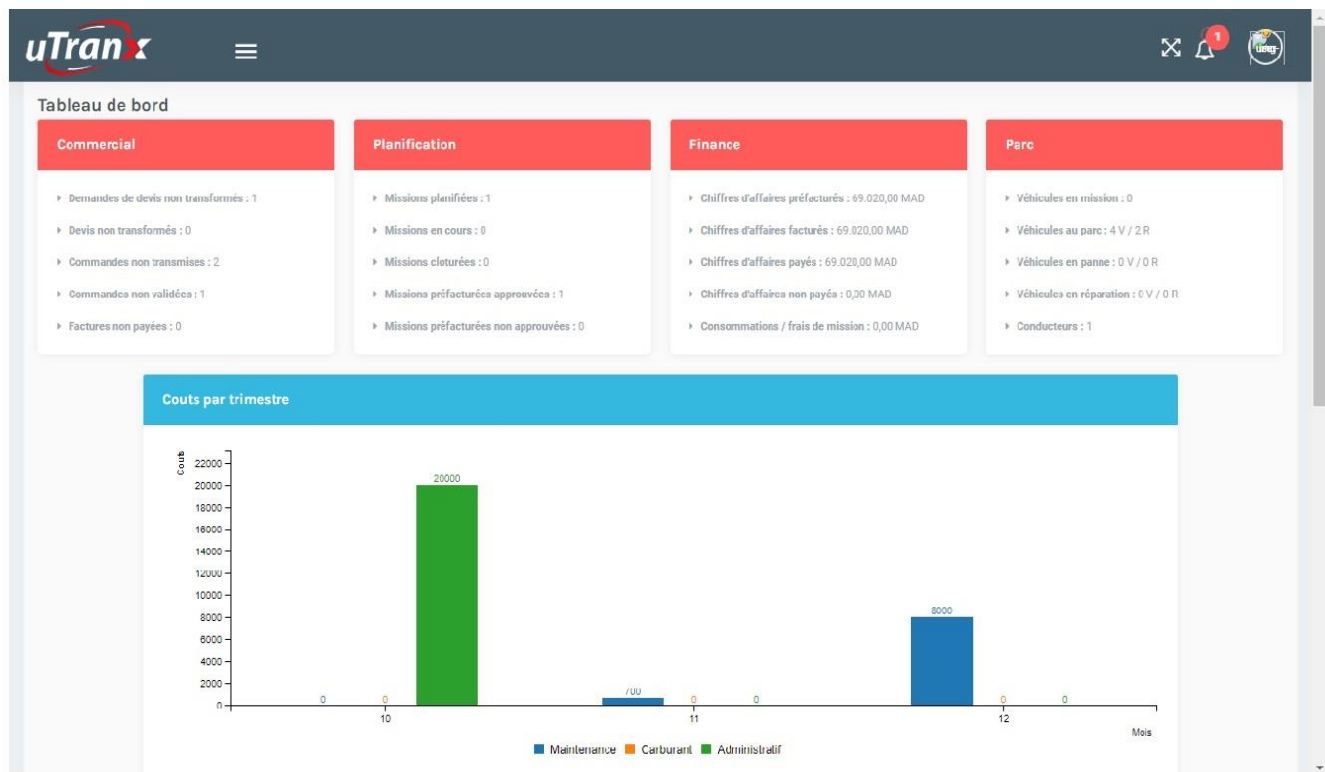 uTranx
1
Tableau de bord
Commercial
Demandes de devis non transformés : 1
Devis non transformés : 0
Commandes non transmises : 2
Commandes non validées : 1
Factures non payées : 0
Planification
Missions planifiées : 1
Missions en cours : 0
Missions cloturées : 0
Missions préfacturées approuvées : 1
Missions préfacturées non approuvées : 0
Finance
Chiffres d'affaires préfacturés : 69.020,00 MAD
Chiffres d'affaires facturés : 69.020,00 MAD
Chiffres d'affaires payés : 69.020,00 MAD
Chiffres d'affaires non payés : 0,00 MAD
Consommations / frais de mission : 0,00 MAD
Parc
Véhicules en mission : 0
Véhicules au parc : 4 V / 2 R
Véhicules en panne : 0 V / 0 R
Véhicules en réparation : 0 V / 0 R
Conducteurs : 1
Couts par trimestre
Couts
22000
20000
18000
16000
14000
12000
10000
8000
6000
4000
2000
0
0 0 20000
700 0 0
8000 0 0
10 11 12
Mois
Maintenance Carburant Administratif